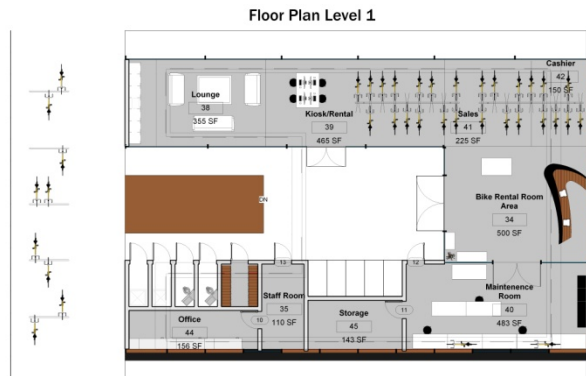 Floor Plan Level 1
Cashier
42
150 SF
Lounge
38
355 SF
Kiosk/Rental
39
465 SF
Sales
41
225 SF
Bike Rental Room
Area
34
500 SF
DN
13
12
Staff Room
35
110 SF
Maintenence
Room
40
483 SF
Office
44
156 SF
10
Storage
45
143 SF
11